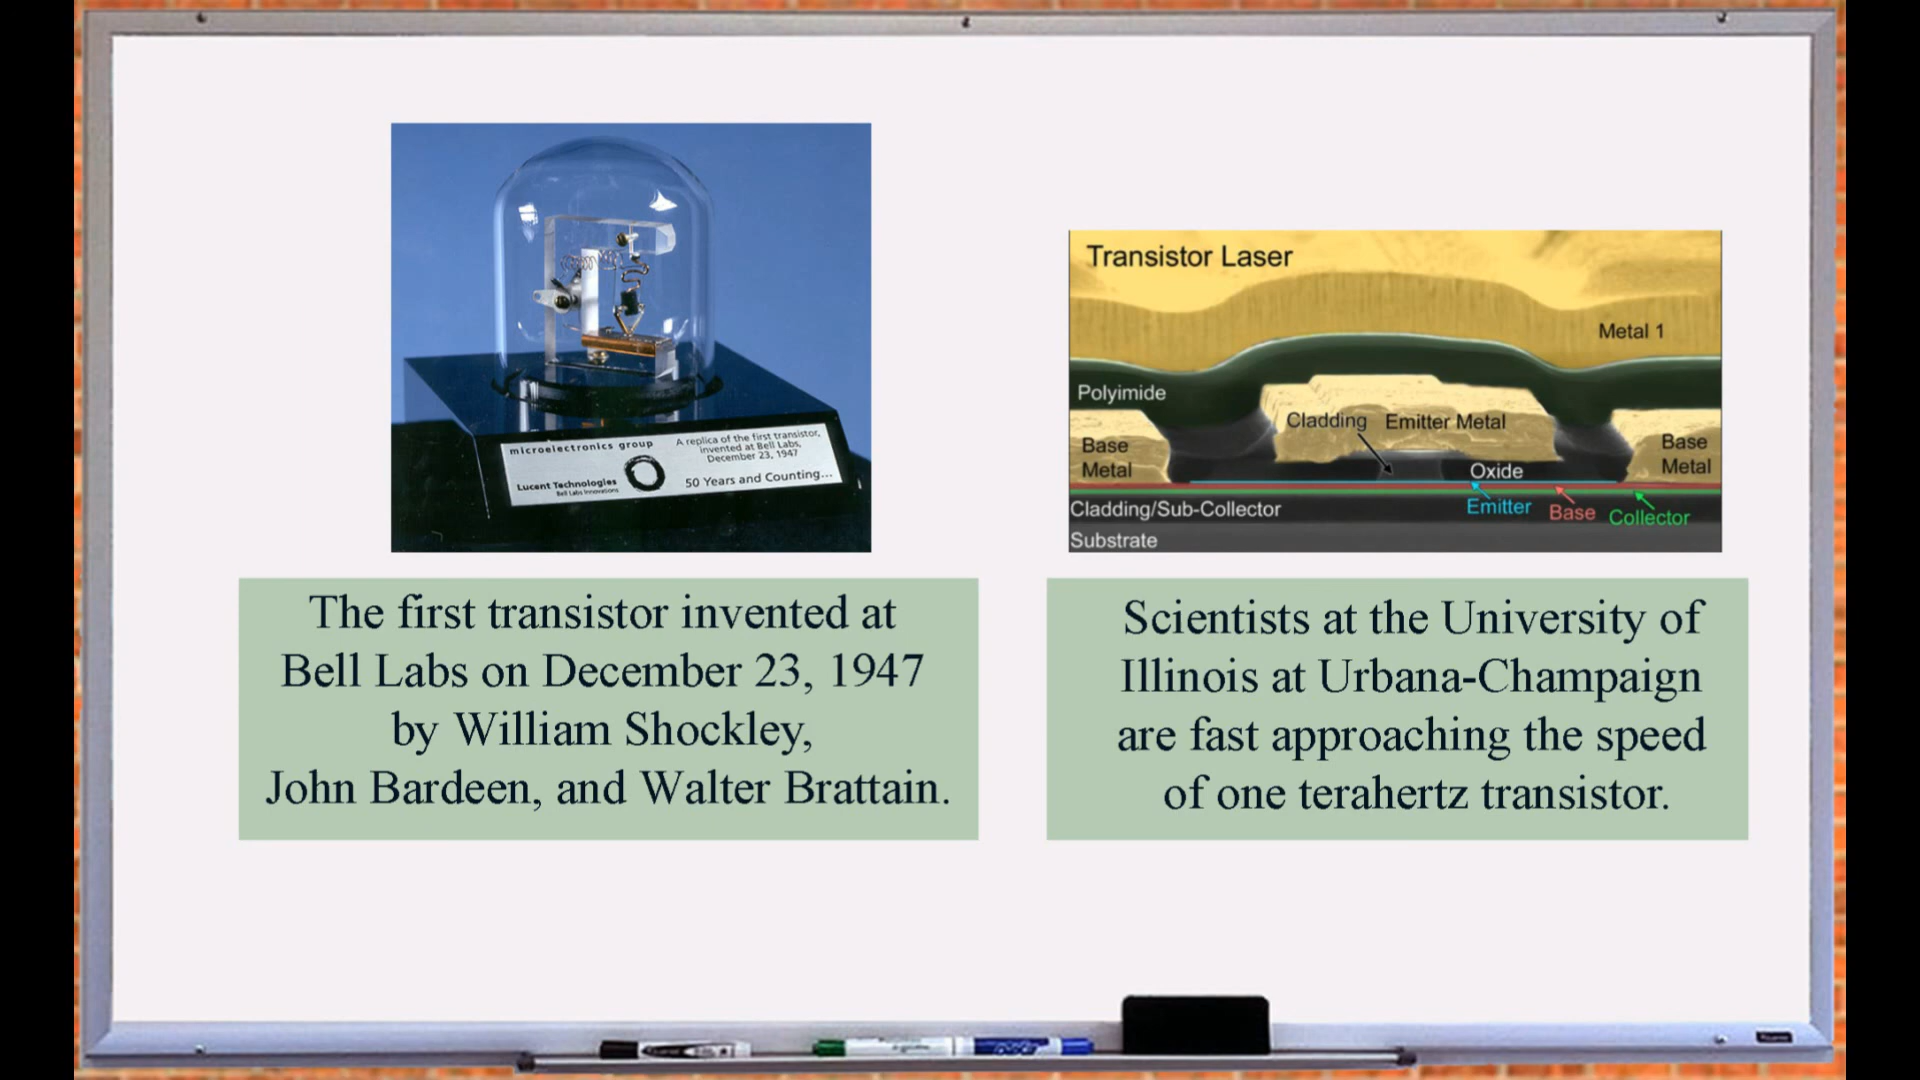 microelectronics group
Lucent Technologies
Bell Labs Innovations
A replica of the first transistor,
invented at Bell Labs,
December 23, 1947
50 Years and Counting...
The first transistor invented at
Bell Labs on December 23, 1947
by William Shockley,
John Bardeen, and Walter Brattain.
Transistor Laser
Metal 1
Polyimide
Cladding
Emitter Metal
Base
Metal
Base
Metal
Oxide
Emitter
Base
Collector
Cladding/Sub-Collector
Substrate
Scientists at the University of
Illinois at Urbana-Champaign
are fast approaching the speed
of one terahertz transistor.